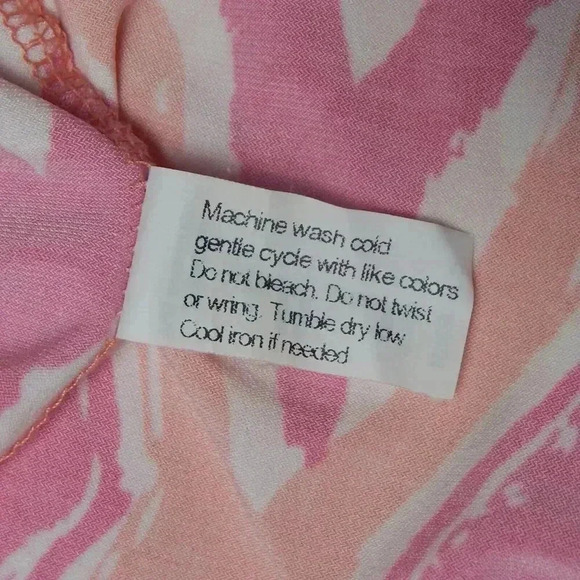 Machine wash cold
gentle cycle with like colors
Do not bleach. Do not twist
or wring. Tumble dry low
Cool iron if needed